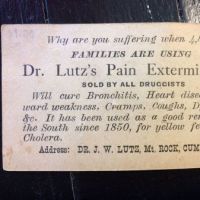 Why are you suffering when 4,0
FAMILIES ARE USING
Dr. Lutz's Pain Extermi
SOLD BY ALL DRUGGISTS
Will cure Bronchitis, Heart dise
ward weakness. Cramps, Coughs, D
&c. It has been used as a good re
the South since 1850, for yellow fe
Cholera.
Address: DR. J. W. LUTZ, Mt. ROCK, CUM